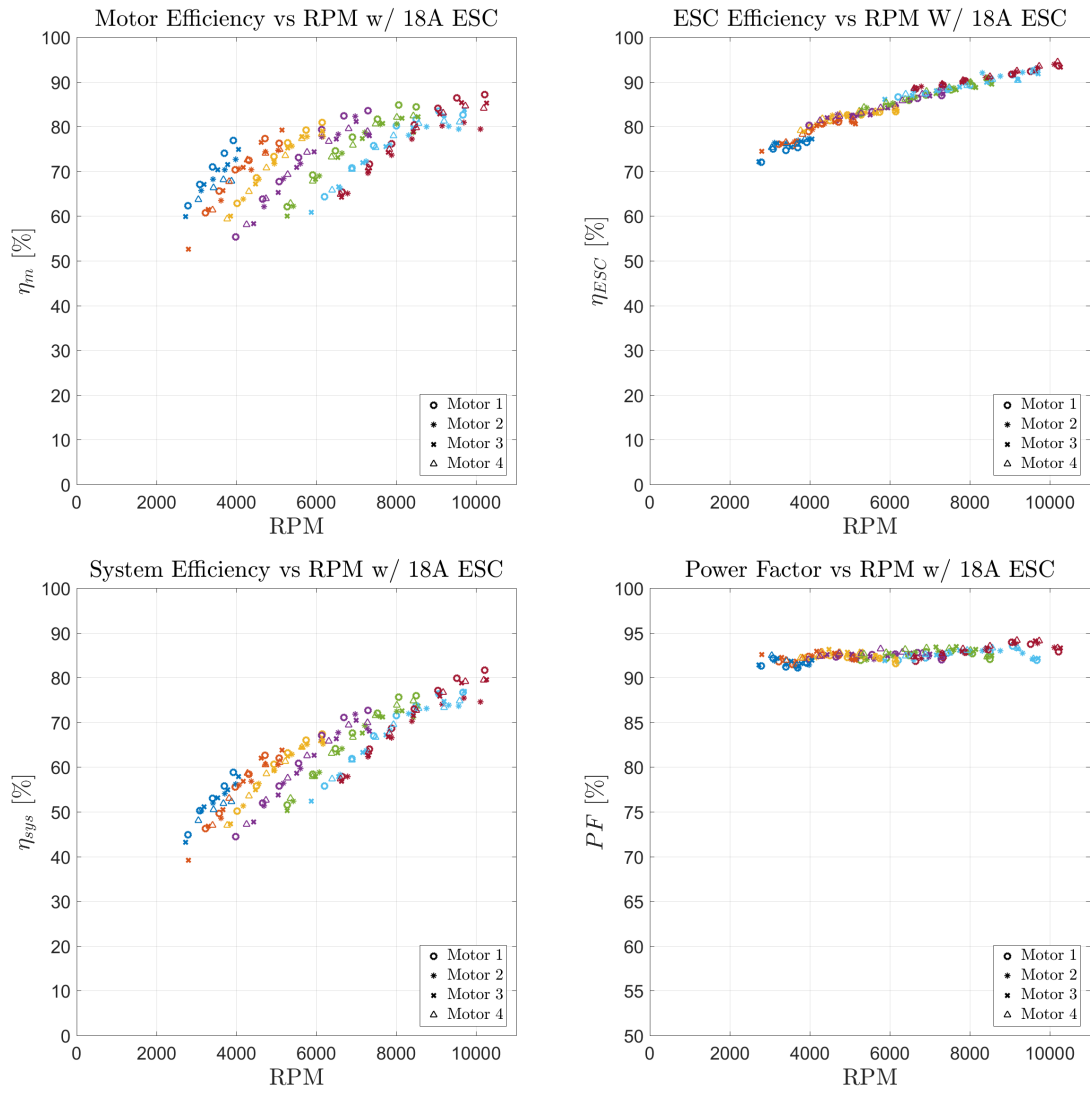 Motor Efficiency vs RPM w/ 18A ESC
100
90
80
70
60
50
40
30
20
10
0
η_m [%]
0 2000 4000 6000 8000 10000
RPM
Motor 1
Motor 2
Motor 3
Motor 4
ESC Efficiency vs RPM W/ 18A ESC
100
90
80
70
60
50
40
30
20
10
0
η_ESC [%]
0 2000 4000 6000 8000 10000
RPM
Motor 1
Motor 2
Motor 3
Motor 4
System Efficiency vs RPM w/ 18A ESC
100
90
80
70
60
50
40
30
20
10
0
η_sys [%]
0 2000 4000 6000 8000 10000
RPM
Motor 1
Motor 2
Motor 3
Motor 4
Power Factor vs RPM w/ 18A ESC
100
95
90
85
80
75
70
65
60
55
50
PF [%]
0 2000 4000 6000 8000 10000
RPM
Motor 1
Motor 2
Motor 3
Motor 4